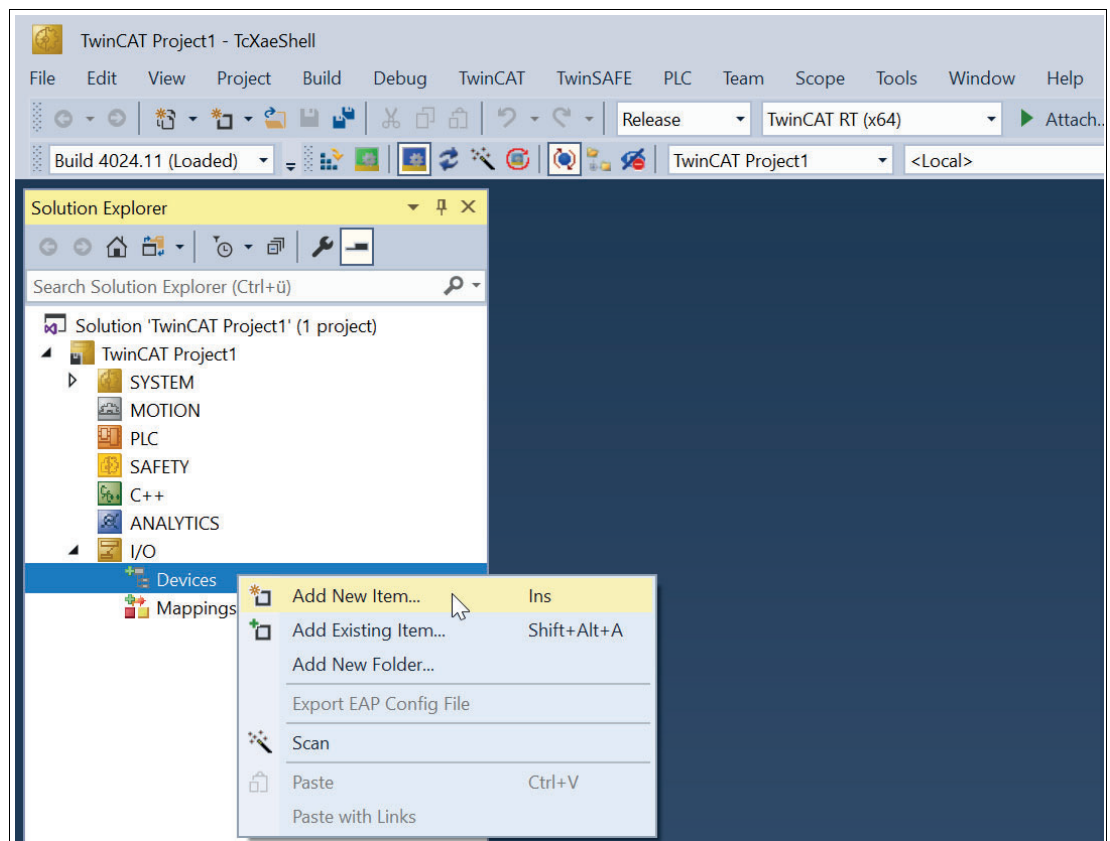 TwinCAT Project1 - TcXaeShell
File Edit View Project Build Debug TwinCAT TwinSAFE PLC Team Scope Tools Window Help
Release TwinCAT RT (x64) Attach..
Build 4024.11 (Loaded) TwinCAT Project1 <Local>
Solution Explorer
Search Solution Explorer (Ctrl+ü)
Solution 'TwinCAT Project1' (1 project)
TwinCAT Project1
SYSTEM
MOTION
PLC
SAFETY
C++
ANALYTICS
I/O
Devices
Mappings
Add New Item... Ins
Add Existing Item... Shift+Alt+A
Add New Folder...
Export EAP Config File
Scan
Paste Ctrl+V
Paste with Links